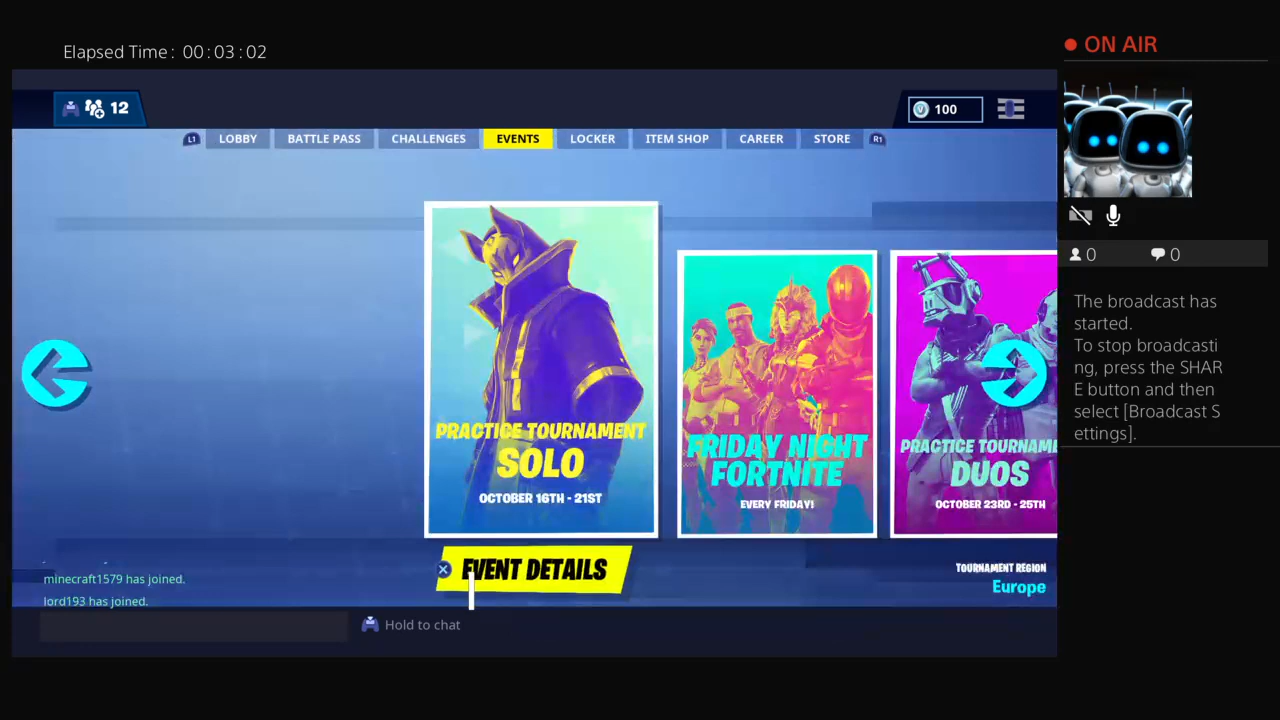 Elapsed Time: 00:03:02
ON AIR
12
100
L1 LOBBY BATTLE PASS CHALLENGES EVENTS LOCKER ITEM SHOP CAREER STORE R1
PRACTICE TOURNAMENT
SOLO
OCTOBER 16TH - 21ST
FRIDAY NIGHT
FORTNITE
EVERY FRIDAY!
PRACTICE TOURNAME
DUOS
OCTOBER 23RD - 25TH
EVENT DETAILS
TOURNAMENT REGION
Europe
minecraft1579 has joined.
lord193 has joined.
Hold to chat
0 0
The broadcast has
started.
To stop broadcasti
ng, press the SHAR
E button and then
select [Broadcast S
ettings].